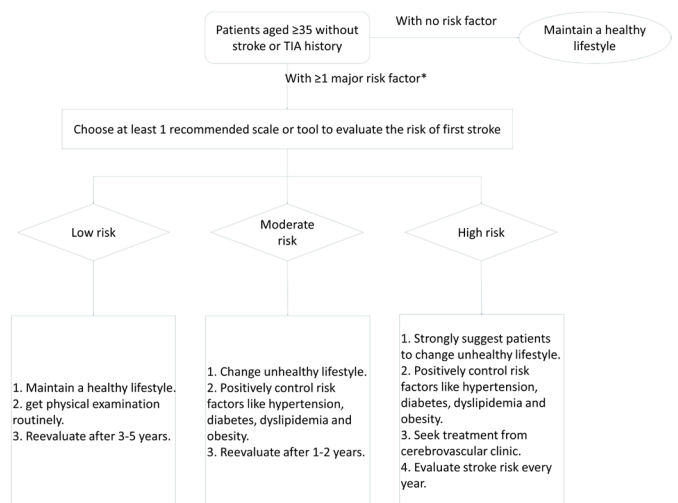 Patients aged ≥35 without
stroke or TIA history
With no risk factor
Maintain a healthy
lifestyle
With ≥1 major risk factor*
Choose at least 1 recommended scale or tool to evaluate the risk of first stroke
Low risk
Moderate
risk
High risk
1. Maintain a healthy lifestyle.
2. get physical examination
routinely.
3. Reevaluate after 3-5 years.
1. Change unhealthy lifestyle.
2. Positively control risk
factors like hypertension,
diabetes, dyslipidemia and
obesity.
3. Reevaluate after 1-2 years.
1. Strongly suggest patients
to change unhealthy lifestyle.
2. Positively control risk
factors like hypertension,
diabetes, dyslipidemia and
obesity.
3. Seek treatment from
cerebrovascular clinic.
4. Evaluate stroke risk every
year.